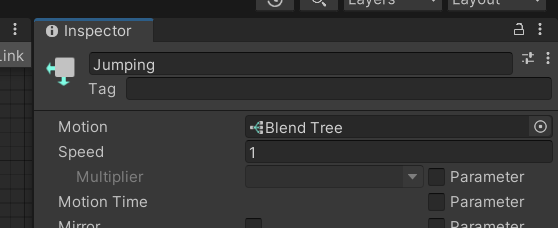 Layers
Layout
Inspector
Link
Jumping
Tag
Motion
Blend Tree
Speed
1
Multiplier
Parameter
Motion Time
Parameter
Mirror
Parameter